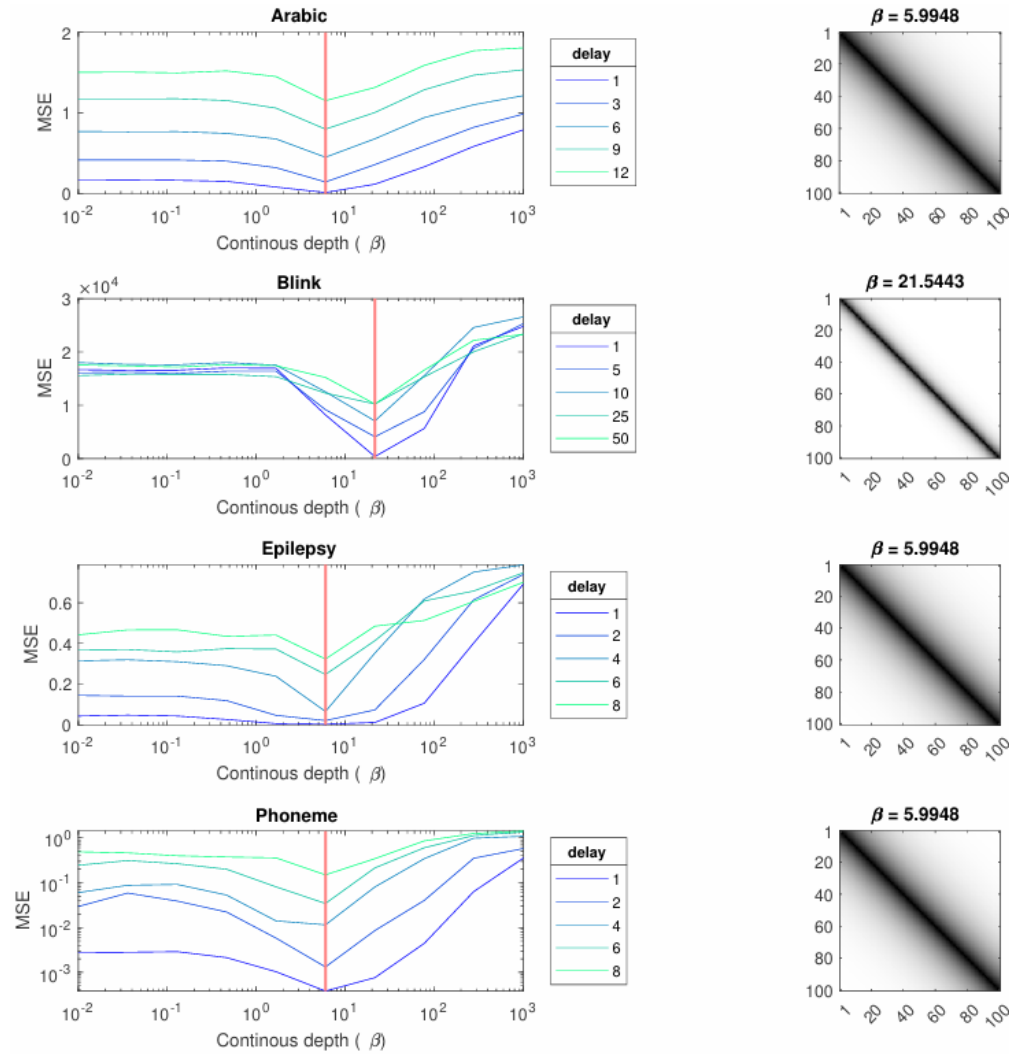 Arabic
2
1
0
MSE
10^-2 10^-1 10^0 10^1 10^2 10^3
Continous depth ( β)
delay
1
3
6
9
12
β = 5.9948
1
20
40
60
80
100
1 20 40 60 80 100
Blink
×10^4
3
2
1
0
MSE
10^-2 10^-1 10^0 10^1 10^2 10^3
Continous depth ( β)
delay
1
5
10
25
50
β = 21.5443
1
20
40
60
80
100
1 20 40 60 80 100
Epilepsy
0.6
0.4
0.2
0
MSE
10^-2 10^-1 10^0 10^1 10^2 10^3
Continous depth ( β)
delay
1
2
4
6
8
β = 5.9948
1
20
40
60
80
100
1 20 40 60 80 100
Phoneme
10^0
10^-1
10^-2
10^-3
MSE
10^-2 10^-1 10^0 10^1 10^2 10^3
Continous depth ( β)
delay
1
2
4
6
8
β = 5.9948
1
20
40
60
80
100
1 20 40 60 80 100